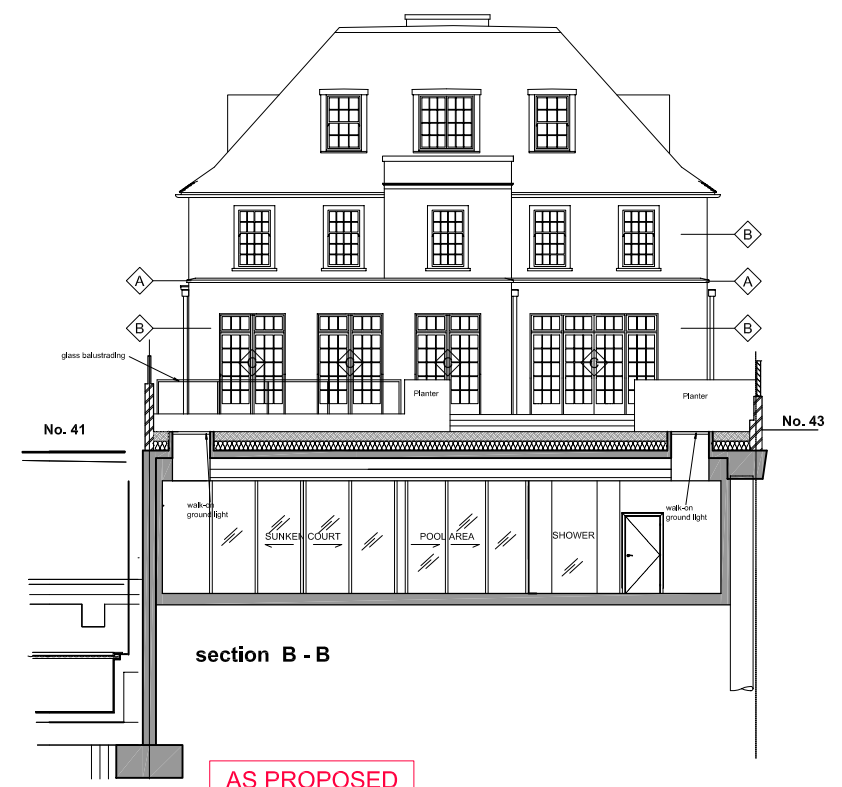 B
A
A
B
B
glass balustrading
Planter
Planter
No. 41
No. 43
walk-on
ground light
walk-on
ground light
SUNKEN COURT
POOL AREA
SHOWER
section B - B
AS PROPOSED